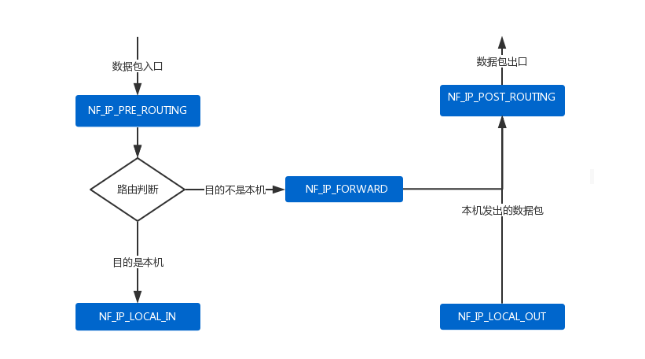 数据包入口
数据包出口
NF_IP_PRE_ROUTING
NF_IP_POST_ROUTING
路由判断
目的不是本机
NF_IP_FORWARD
本机发出的数据包
目的是本机
NF_IP_LOCAL_IN
NF_IP_LOCAL_OUT